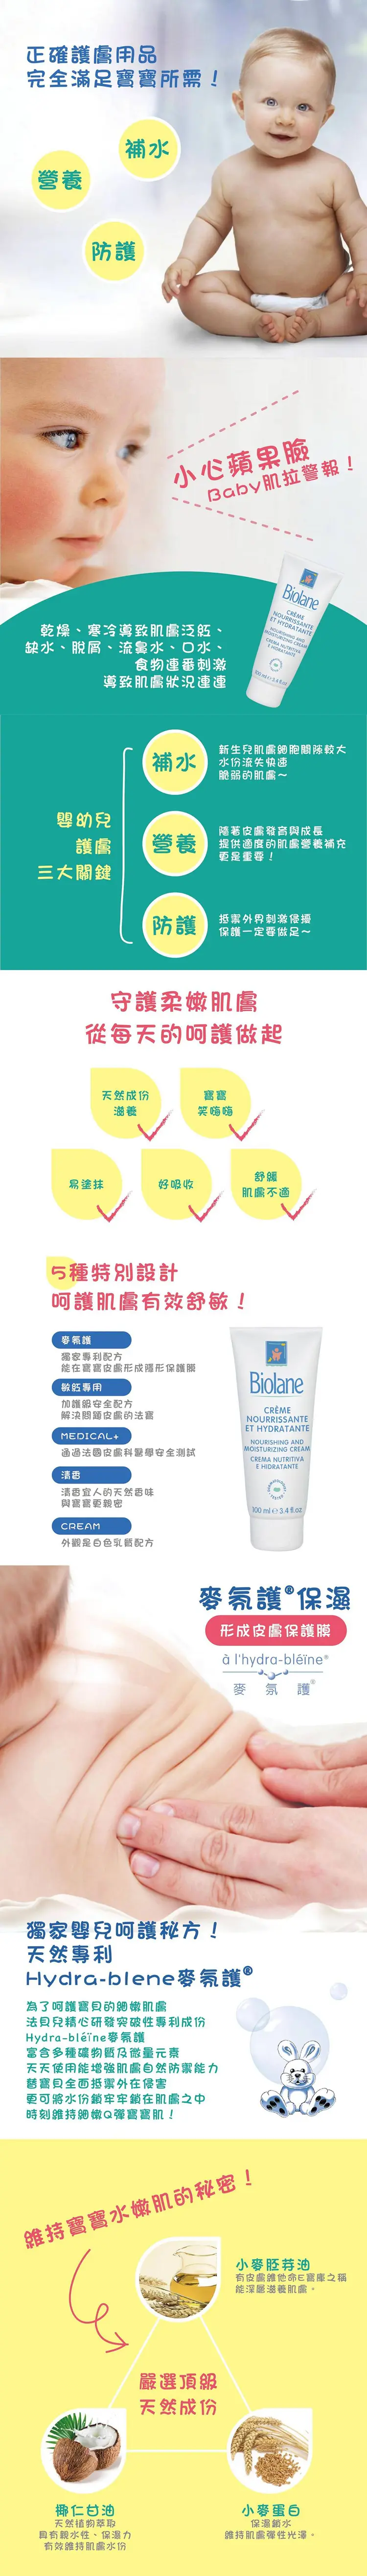 正確護膚用品
完全滿足寶寶所需！
補水
營養
防護
小心蘋果臉
Baby肌拉警報！
Biolane
CRÈME
NOURRISSANTE
ET HYDRATANTE
NOURISHING AND
MOISTURIZING CREAM
CREMA NUTRITIVA
E HIDRATANTE
100 ml e 3.4 fl oz
乾燥、寒冷導致肌膚泛紅、
缺水、脫屑、流鼻水、口水、
食物連番刺激
導致肌膚狀況連連
嬰幼兒
護膚
三大關鍵
補水
新生兒肌膚細胞間隙較大
水份流失快速
脆弱的肌膚～
營養
隨著皮膚發育與成長
提供適度的肌膚營養補充
更是重要！
防護
抵禦外界刺激侵擾
保護一定要做足～
守護柔嫩肌膚
從每天的呵護做起
天然成份
滋養
寶寶
笑嗨嗨
易塗抹
好吸收
舒緩
肌膚不適
5種特別設計
呵護肌膚有效舒敏！
麥氛護
獨家專利配方
能在寶寶皮膚形成隱形保護膜
敏紅專用
加護級安全配方
解決問題皮膚的法寶
MEDICAL+
通過法國皮膚科醫學安全測試
清香
清香宜人的天然香味
與寶寶更親密
CREAM
外觀是白色乳質配方
Biolane
CRÈME
NOURRISSANTE
ET HYDRATANTE
NOURISHING AND
MOISTURIZING CREAM
CREMA NUTRITIVA
E HIDRATANTE
100 ml e 3.4 fl oz
麥氛護®保濕
形成皮膚保護膜
à l'hydra-bléine®
麥 氛 護®
獨家嬰兒呵護秘方！
天然專利
Hydra-blene麥氛護®
為了呵護寶貝的細嫩肌膚
法貝兒精心研發突破性專利成份
Hydra-bléïne麥氛護
富含多種礦物質及微量元素
天天使用能增強肌膚自然防禦能力
替寶貝全面抵禦外在侵害
更可將水份鎖牢牢鎖在肌膚之中
時刻維持細嫩Q彈寶寶肌！
維持寶寶水嫩肌的秘密！
小麥胚芽油
有皮膚維他命E寶庫之稱
能深層滋養肌膚。
嚴選頂級
天然成份
椰仁甘油
天然植物萃取
具有親水性、保濕力
有效維持肌膚水份
小麥蛋白
保濕鎖水
維持肌膚彈性光澤。